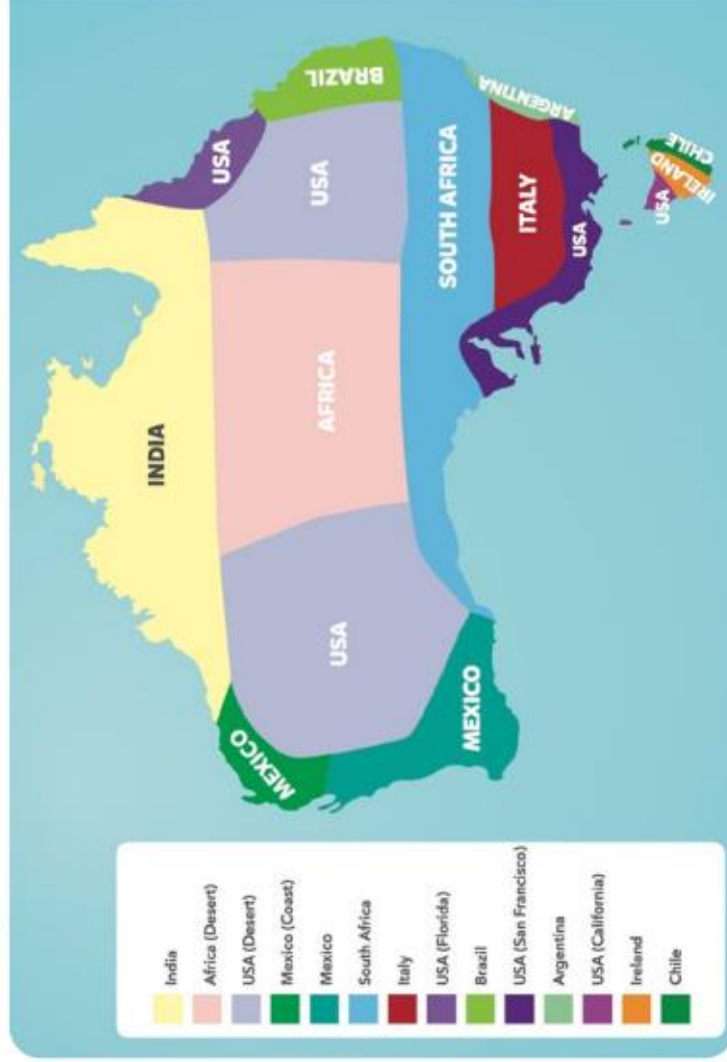 INDIA
USA
MEXICO
USA
AFRICA
USA
BRAZIL
MEXICO
SOUTH AFRICA
ITALY
ARGENTINA
USA
USA
IRELAND
CHILE
India
Africa (Desert)
USA (Desert)
Mexico (Coast)
Mexico
South Africa
Italy
USA (Florida)
Brazil
USA (San Francisco)
Argentina
USA (California)
Ireland
Chile